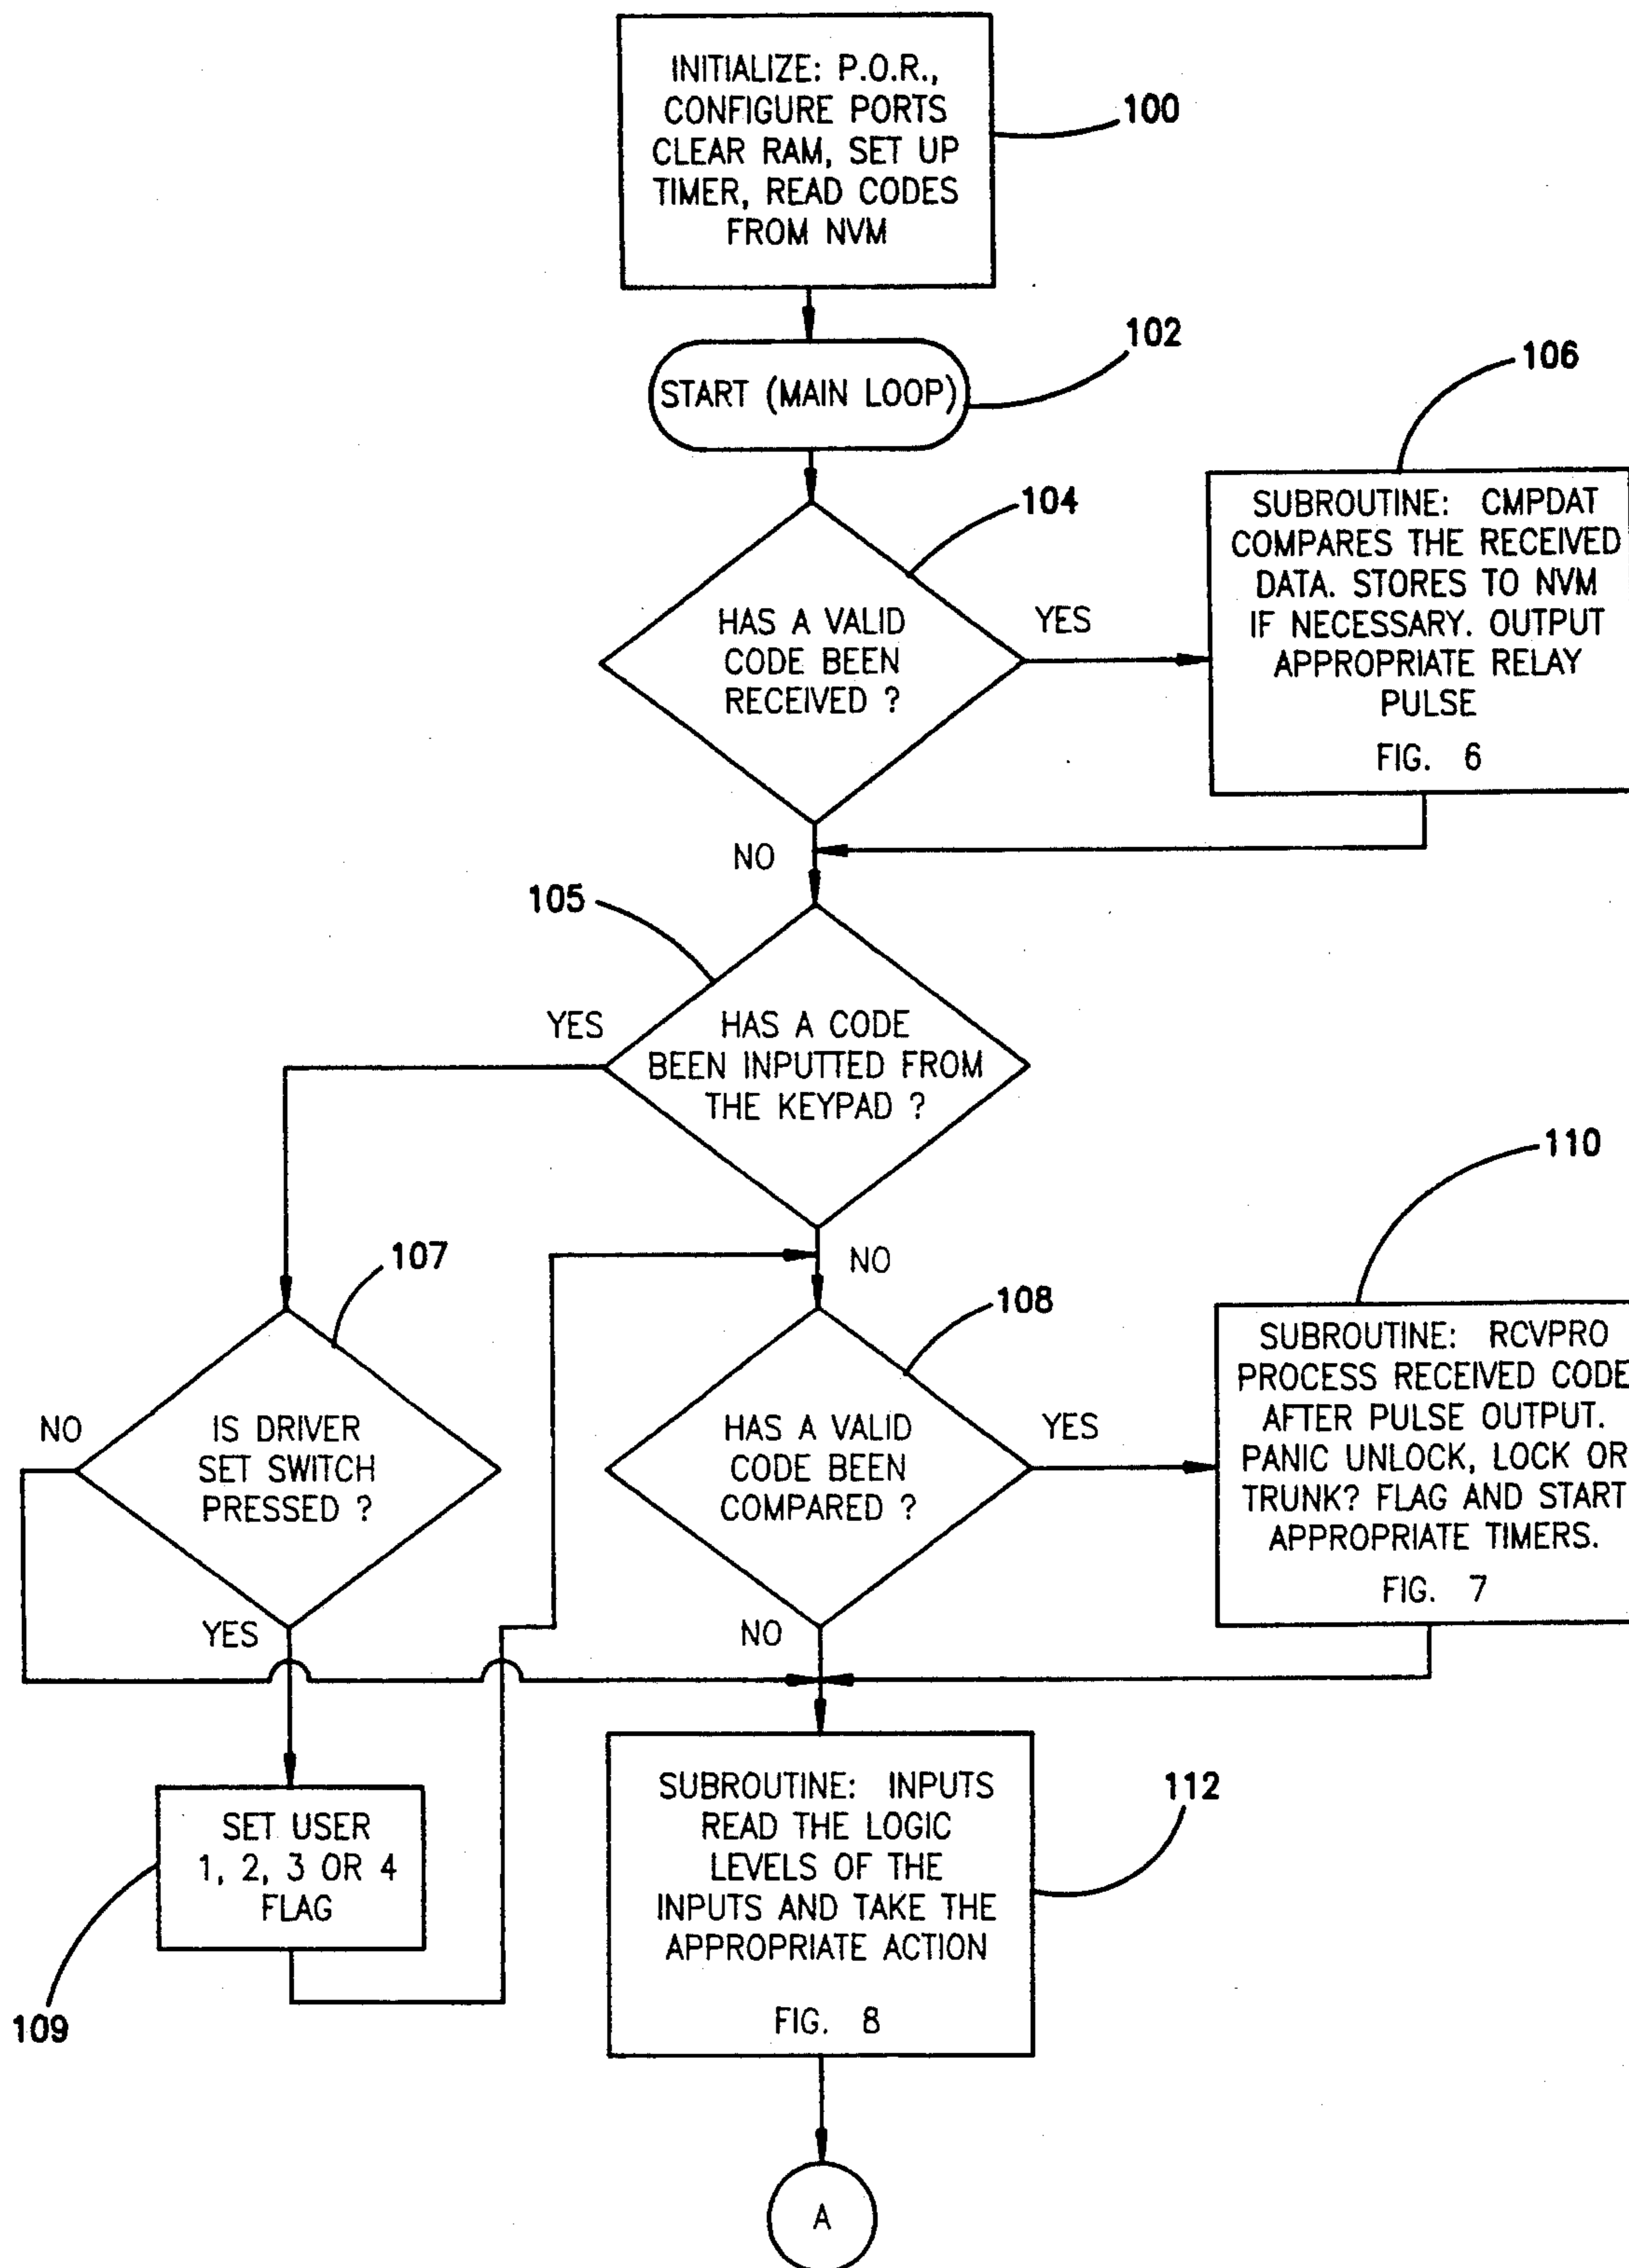 INITIALIZE: P.O.R.,
CONFIGURE PORTS
CLEAR RAM, SET UP
TIMER, READ CODES
FROM NVM
100
START (MAIN LOOP)
102
104
HAS A VALID
CODE BEEN
RECEIVED ?
YES
NO
106
SUBROUTINE: CMPDAT
COMPARES THE RECEIVED
DATA. STORES TO NVM
IF NECESSARY. OUTPUT
APPROPRIATE RELAY
PULSE
FIG. 6
105
YES
HAS A CODE
BEEN INPUTTED FROM
THE KEYPAD ?
NO
107
NO
IS DRIVER
SET SWITCH
PRESSED ?
YES
108
HAS A VALID
CODE BEEN
COMPARED ?
YES
NO
110
SUBROUTINE: RCVPRO
PROCESS RECEIVED CODE
AFTER PULSE OUTPUT.
PANIC UNLOCK, LOCK OR
TRUNK? FLAG AND START
APPROPRIATE TIMERS.
FIG. 7
SET USER
1, 2, 3 OR 4
FLAG
109
SUBROUTINE: INPUTS
READ THE LOGIC
LEVELS OF THE
INPUTS AND TAKE THE
APPROPRIATE ACTION
FIG. 8
112
A